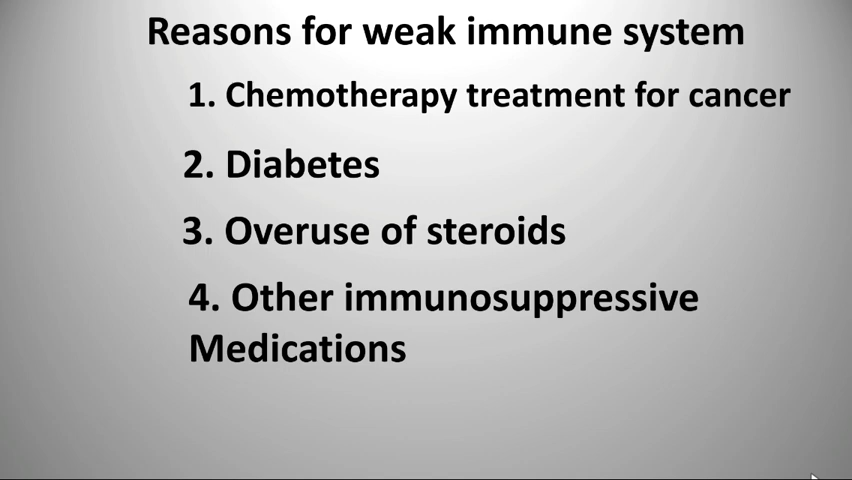 Reasons for weak immune system
1. Chemotherapy treatment for cancer
2. Diabetes
3. Overuse of steroids
4. Other immunosuppressive
Medications